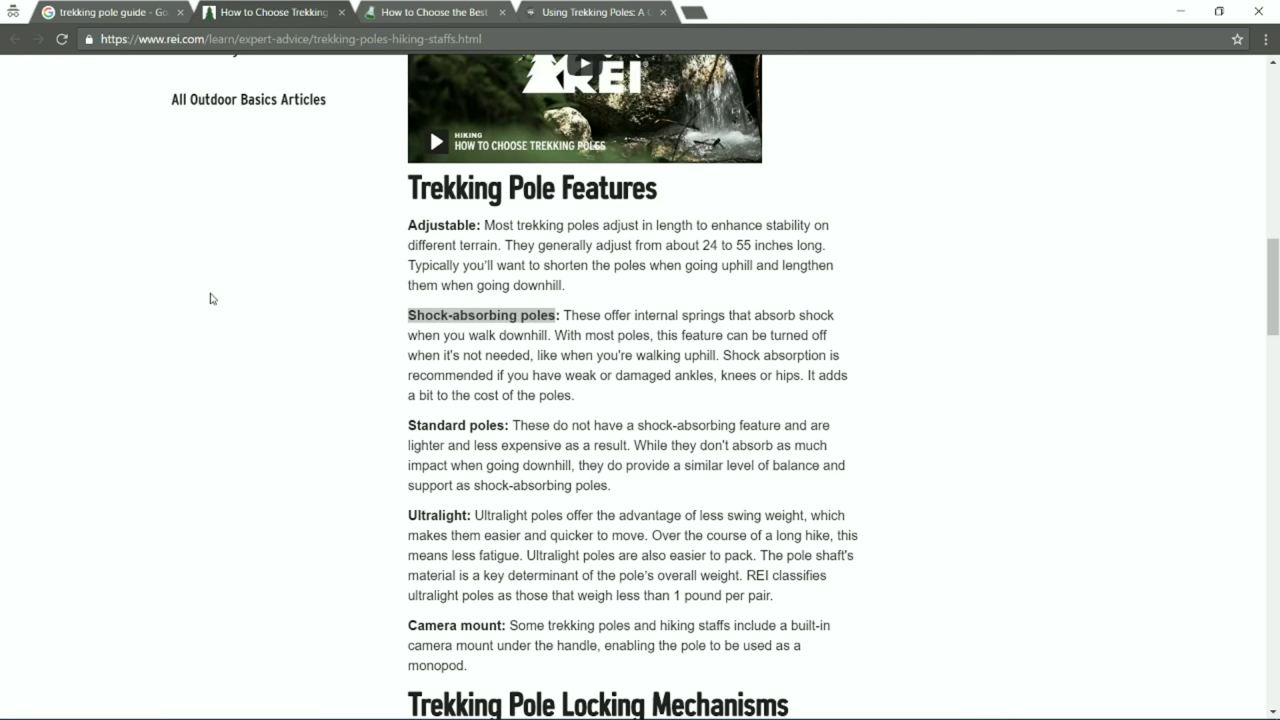 trekking pole guide - Go
How to Choose Trekking
How to Choose the Best
Using Trekking Poles: A
https://www.rei.com/learn/expert-advice/trekking-poles-hiking-staffs.html
All Outdoor Basics Articles
REI
HIKING
HOW TO CHOOSE TREKKING POLES
Trekking Pole Features
Adjustable: Most trekking poles adjust in length to enhance stability on
different terrain. They generally adjust from about 24 to 55 inches long.
Typically you'll want to shorten the poles when going uphill and lengthen
them when going downhill.
Shock-absorbing poles: These offer internal springs that absorb shock
when you walk downhill. With most poles, this feature can be turned off
when it's not needed, like when you're walking uphill. Shock absorption is
recommended if you have weak or damaged ankles, knees or hips. It adds
a bit to the cost of the poles.
Standard poles: These do not have a shock-absorbing feature and are
lighter and less expensive as a result. While they don't absorb as much
impact when going downhill, they do provide a similar level of balance and
support as shock-absorbing poles.
Ultralight: Ultralight poles offer the advantage of less swing weight, which
makes them easier and quicker to move. Over the course of a long hike, this
means less fatigue. Ultralight poles are also easier to pack. The pole shaft's
material is a key determinant of the pole's overall weight. REI classifies
ultralight poles as those that weigh less than 1 pound per pair.
Camera mount: Some trekking poles and hiking staffs include a built-in
camera mount under the handle, enabling the pole to be used as a
monopod.
Trekking Pole Locking Mechanisms